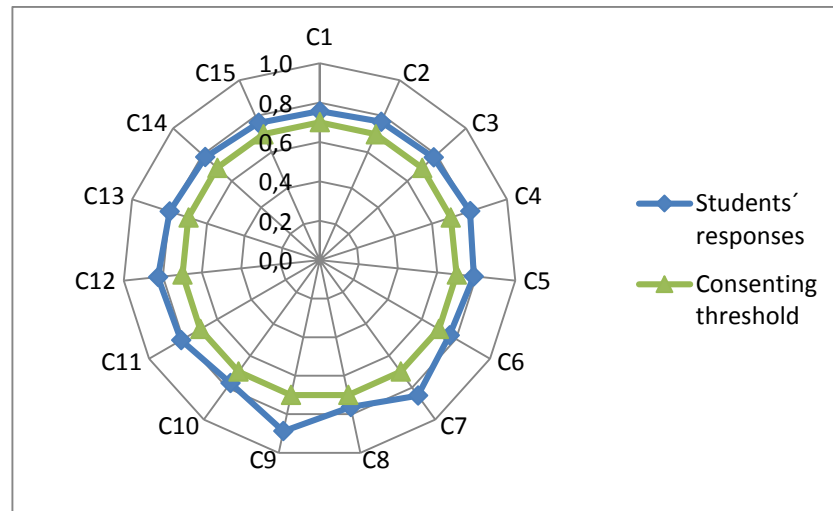 C1
C2
C3
C4
C5
C6
C7
C8
C9
C10
C11
C12
C13
C14
C15
1,0
0,8
0,6
0,4
0,2
0,0
Students´
responses
Consenting
threshold